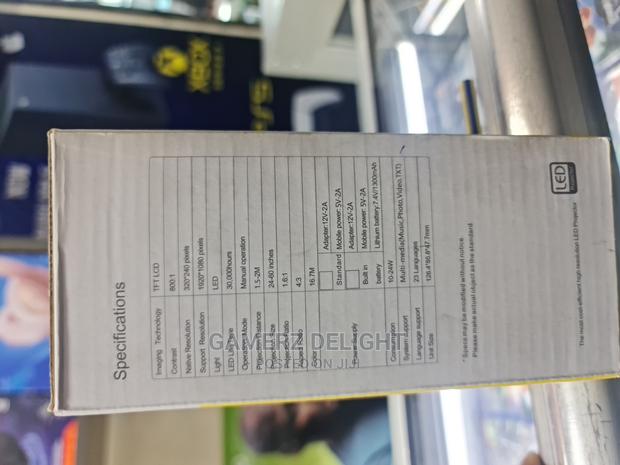 Specifications
Imaging Technology TFT LCD
Contrast 800:1
Native Resolution 320*240 pixels
Support Resolution 1920*1080 pixels
Light LED
LED Life 30,000hours
Operation Mode Manual operation
Projection Distance 1.5-2M
Projection Size 24-60 inches
Projection Ratio 1.6:1
4:3
16.7M
Power Supply
Standard
Adapter:12V-2A
Mobile power: 5V-2A
Built in battery
Adapter:12V-2A
Mobile power: 5V-2A
Lithium battery:7.4V/1300mAh
Consumption 10-24W
System Support Multi-media(Music,Photo,Video,TXT)
Language support 23 Languages
Unit Size 126.4*85.8*47.7mm
* Specs may be modified without notice
Please make actual object as the standard.
LED
The most cost-efficient high resolution LED Projector
XBOX
GAMERZ DELIGHT